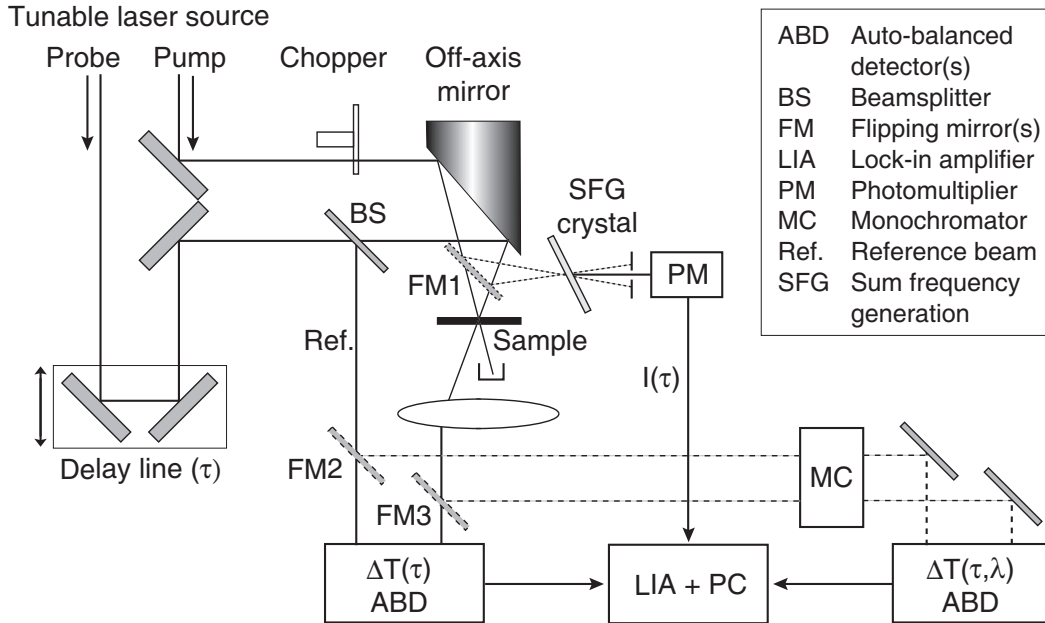 Tunable laser source
Probe
Pump
Chopper
Off-axis
mirror
ABD Auto-balanced
detector(s)
BS Beamsplitter
FM Flipping mirror(s)
LIA Lock-in amplifier
PM Photomultiplier
MC Monochromator
Ref. Reference beam
SFG Sum frequency
generation
SFG
crystal
BS
FM1
PM
Ref.
Sample
I(τ)
Delay line (τ)
FM2
MC
FM3
ΔT(τ)
ABD
LIA + PC
ΔT(τ,λ)
ABD